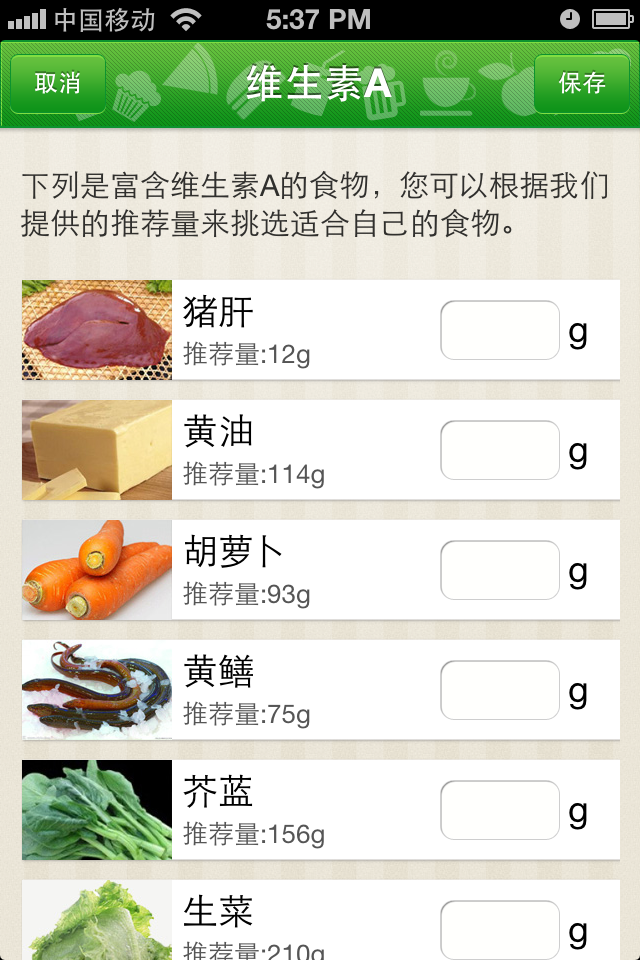 中国移动 5:37 PM
取消 维生素A 保存
下列是富含维生素A的食物，您可以根据我们
提供的推荐量来挑选适合自己的食物。
猪肝
推荐量:12g
g
黄油
推荐量:114g
g
胡萝卜
推荐量:93g
g
黄鳝
推荐量:75g
g
芥蓝
推荐量:156g
g
生菜
推荐量:210g
g